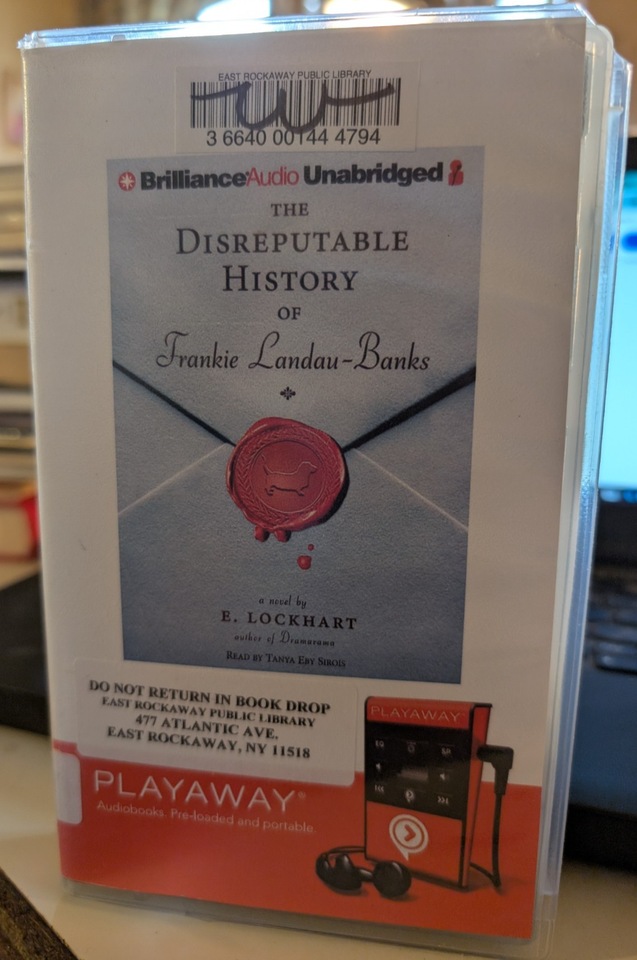 EAST ROCKAWAY PUBLIC LIBRARY
3 6640 00144 4794
BrillianceAudio Unabridged
THE
DISREPUTABLE
HISTORY
OF
Frankie Landau-Banks
a novel by
E. LOCKHART
author of Dramarama
READ BY TANYA EBY SIROIS
DO NOT RETURN IN BOOK DROP
EAST ROCKAWAY PUBLIC LIBRARY
477 ATLANTIC AVE.
EAST ROCKAWAY, NY 11518
PLAYAWAY®
Audiobooks. Pre-loaded and portable.
PLAYAWAY